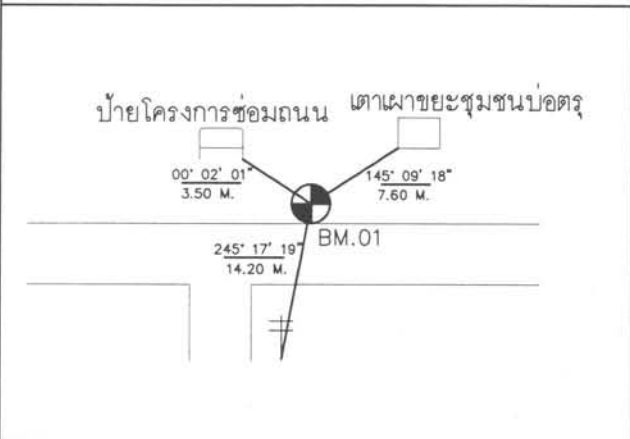 ป้ายโครงการซ่อมถนน
เตาเผาขยะชุมชนบ่อตรุ
00° 02' 01"
3.50 M.
145° 09' 18"
7.60 M.
BM.01
245° 17' 19"
14.20 M.